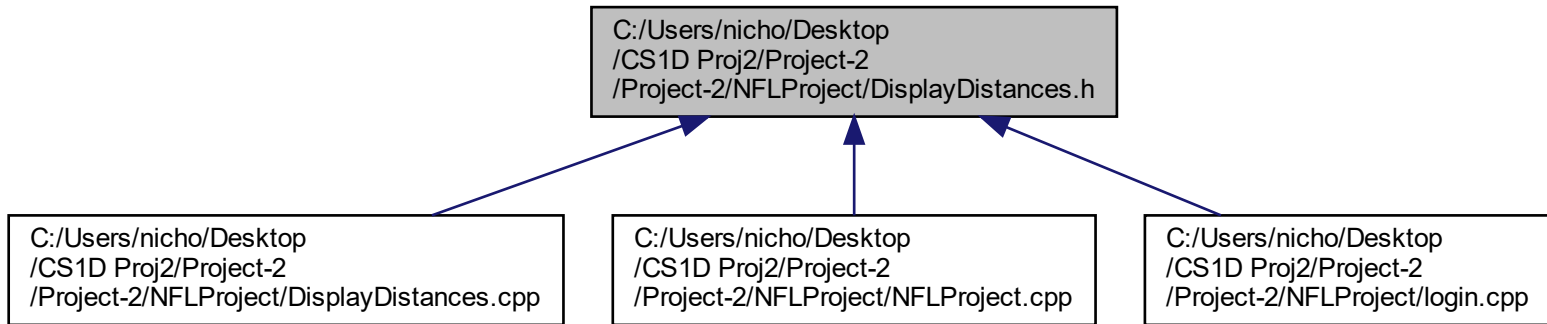 C:/Users/nicho/Desktop
/CS1D Proj2/Project-2
/Project-2/NFLProject/DisplayDistances.h
C:/Users/nicho/Desktop
/CS1D Proj2/Project-2
/Project-2/NFLProject/DisplayDistances.cpp
C:/Users/nicho/Desktop
/CS1D Proj2/Project-2
/Project-2/NFLProject/NFLProject.cpp
C:/Users/nicho/Desktop
/CS1D Proj2/Project-2
/Project-2/NFLProject/login.cpp